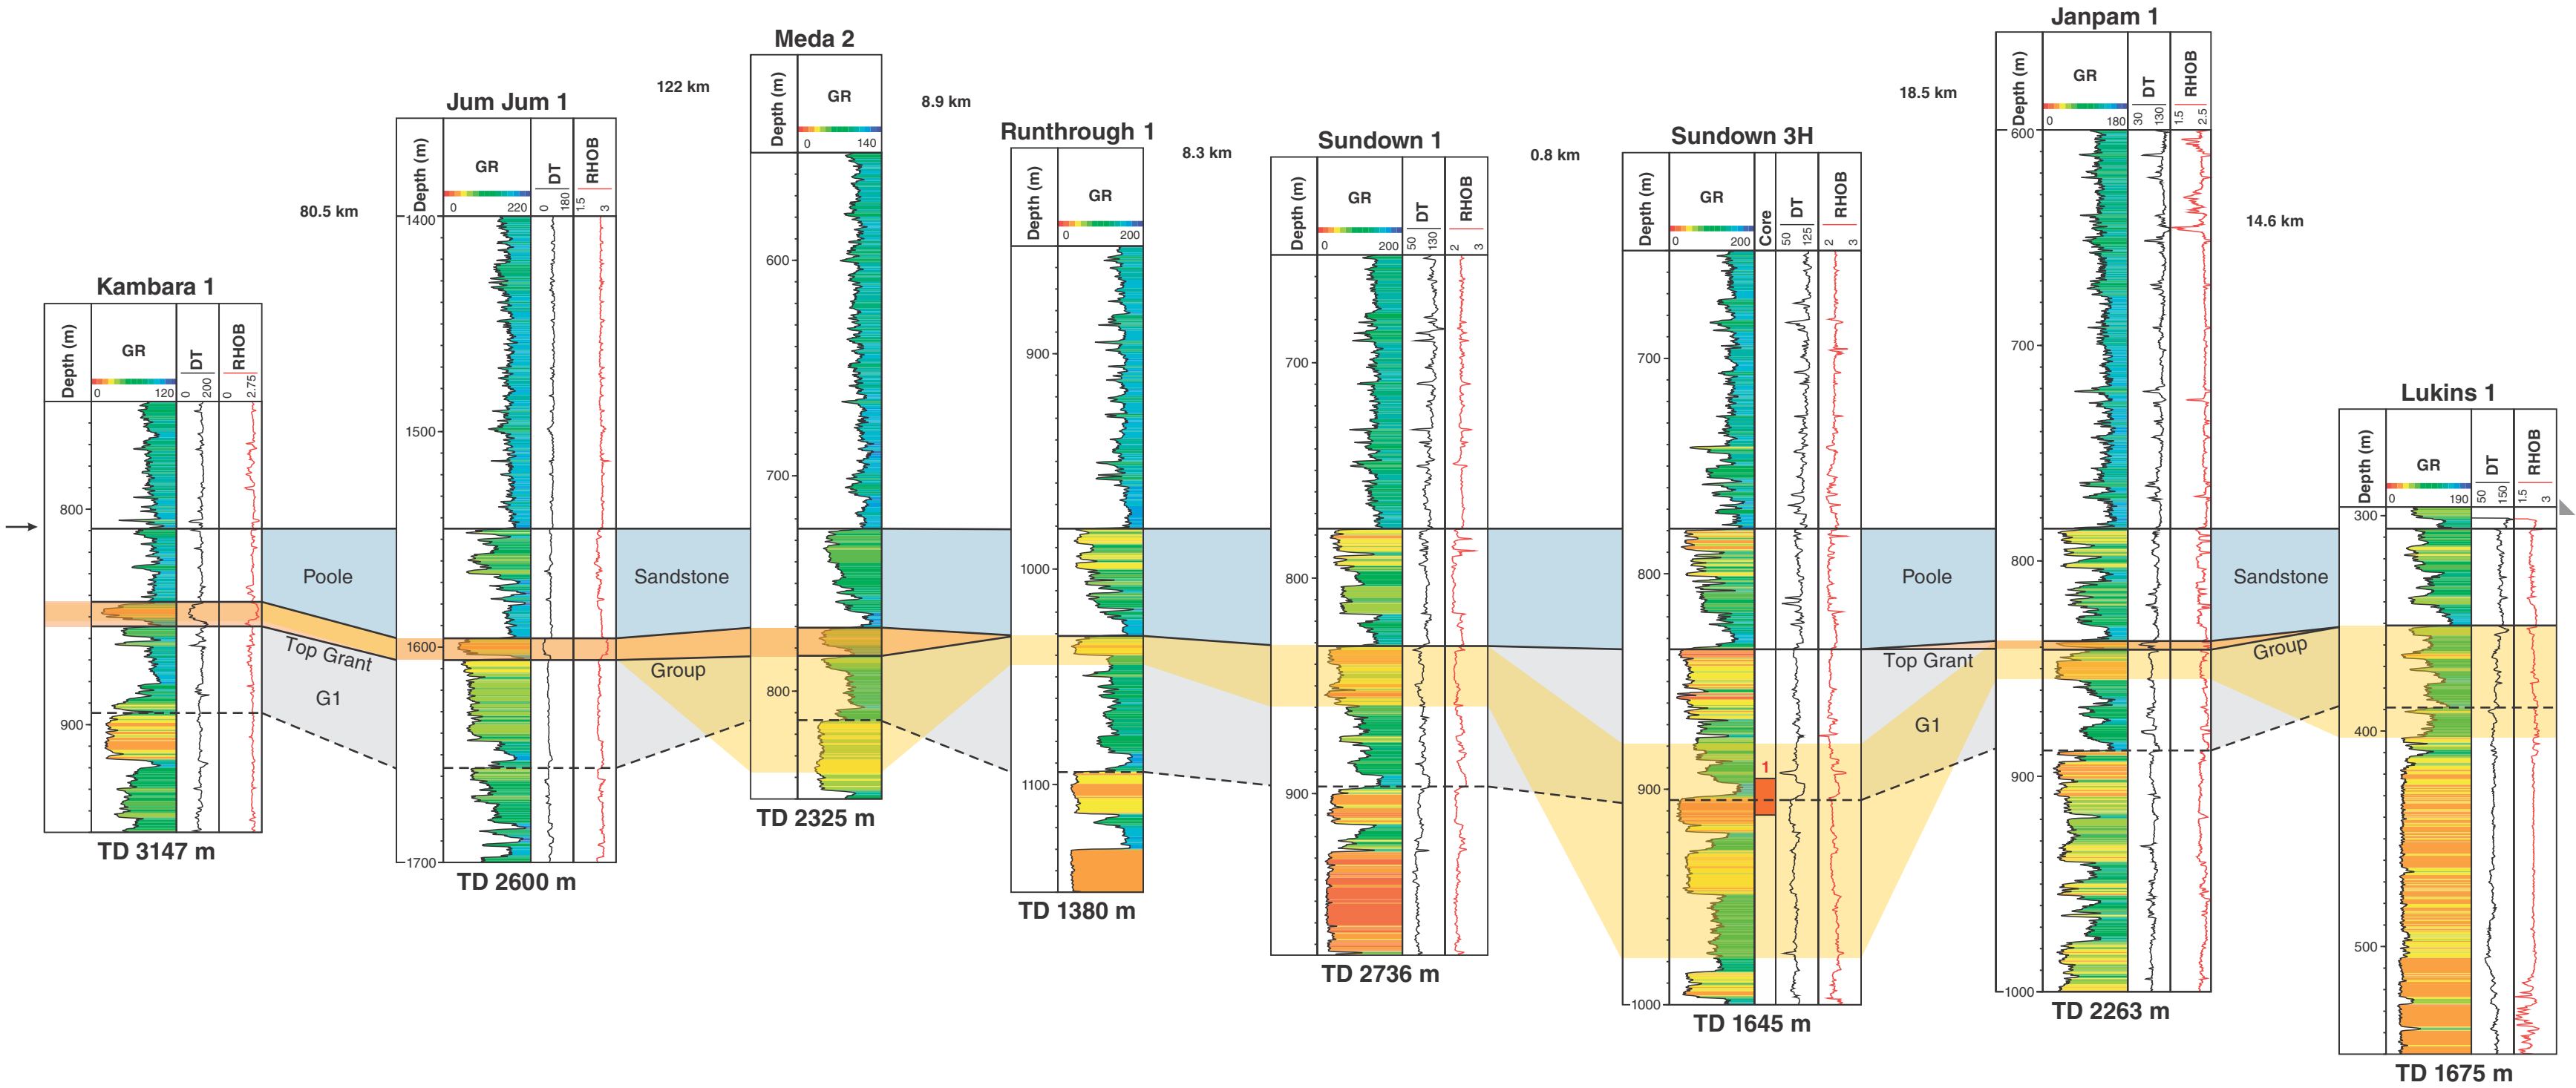 Kambara 1
Depth (m)
GR
0 120
DT
0 200
RHOB
0 2.75
800
900
TD 3147 m
80.5 km
Jum Jum 1
Depth (m)
GR
0 220
DT
0 180
RHOB
1.5 3
1400
1500
1600
1700
TD 2600 m
122 km
Meda 2
Depth (m)
GR
0 140
600
700
800
TD 2325 m
8.9 km
Runthrough 1
Depth (m)
GR
0 200
900
1000
1100
TD 1380 m
8.3 km
Sundown 1
Depth (m)
GR
0 200
DT
50 130
RHOB
2 3
700
800
900
TD 2736 m
0.8 km
Sundown 3H
Depth (m)
GR
0 200
Core
DT
50 125
RHOB
2 3
700
800
900
1000
1
TD 1645 m
18.5 km
Janpam 1
Depth (m)
GR
0 180
DT
30 130
RHOB
1.5 2.5
600
700
800
900
1000
TD 2263 m
14.6 km
Lukins 1
Depth (m)
GR
0 190
DT
50 150
RHOB
1.5 3
300
400
500
TD 1675 m
Poole
Sandstone
Poole
Sandstone
Top Grant
Group
Top Grant
Group
G1
G1